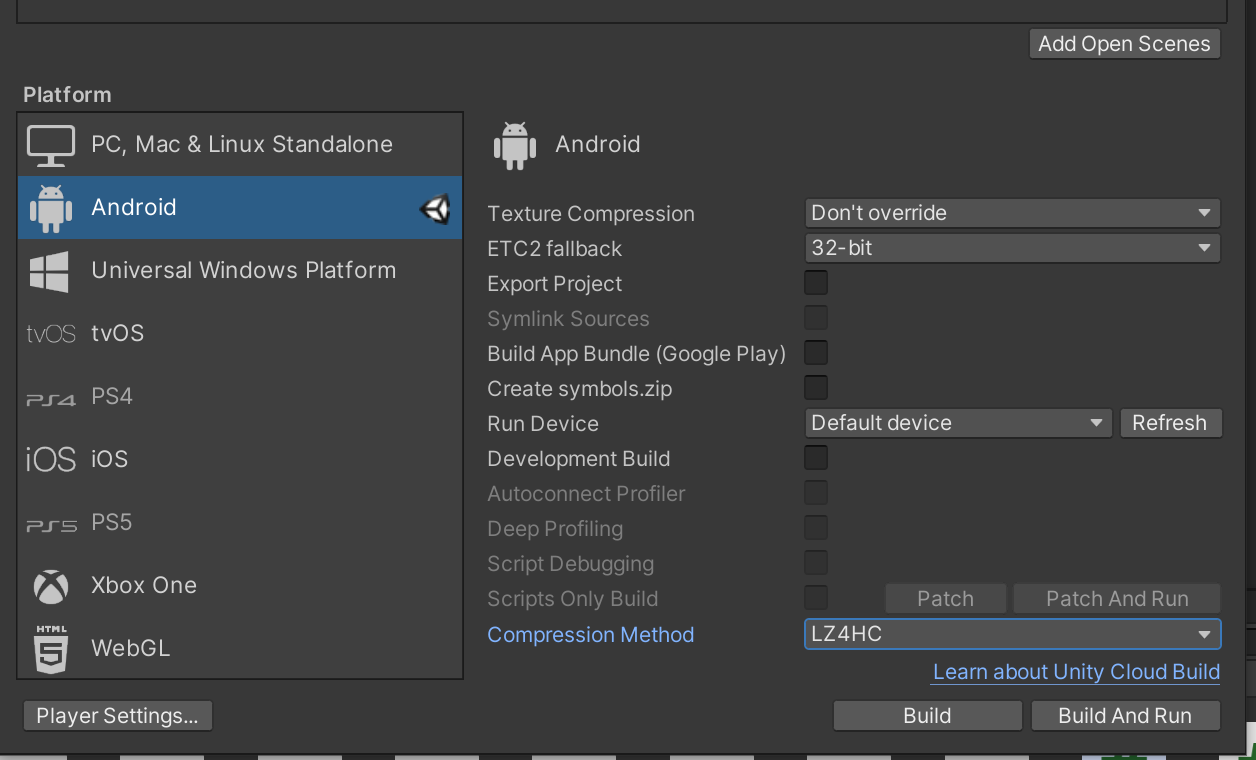 Add Open Scenes
Platform
PC, Mac & Linux Standalone
Android
Universal Windows Platform
tvOS tvOS
PS4 PS4
iOS iOS
PS5 PS5
Xbox One
HTML 5 WebGL
Android
Texture Compression Don't override
ETC2 fallback 32-bit
Export Project
Symlink Sources
Build App Bundle (Google Play)
Create symbols.zip
Run Device Default device Refresh
Development Build
Autoconnect Profiler
Deep Profiling
Script Debugging
Scripts Only Build Patch Patch And Run
Compression Method LZ4HC
Learn about Unity Cloud Build
Player Settings... Build Build And Run